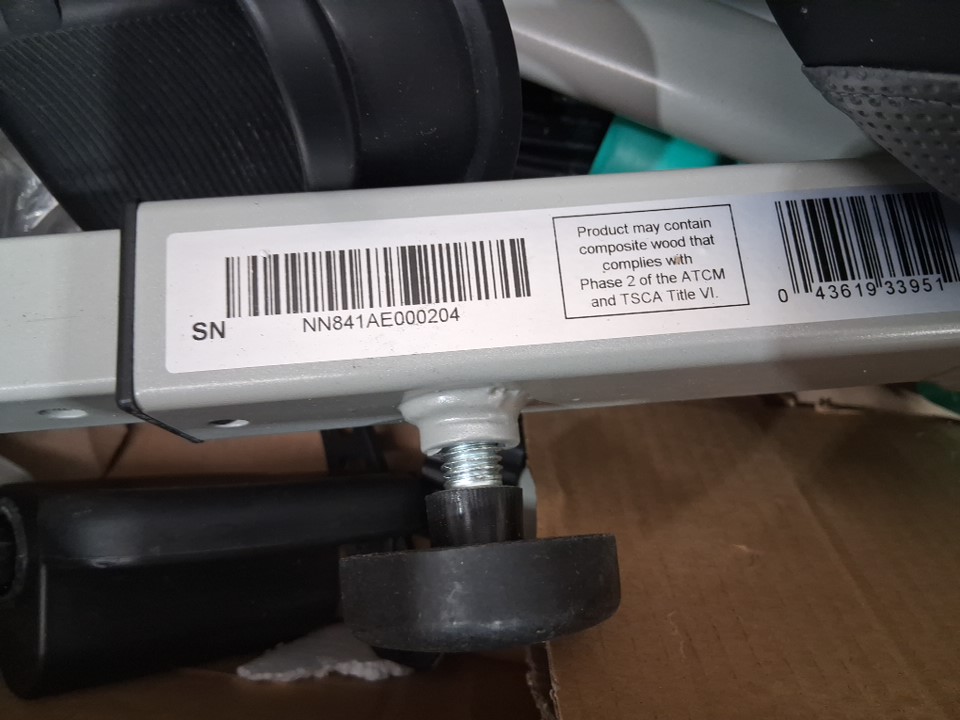 SN
NN841AE000204
Product may contain
composite wood that
complies with
Phase 2 of the ATCM
and TSCA Title VI.
0 43619 33951